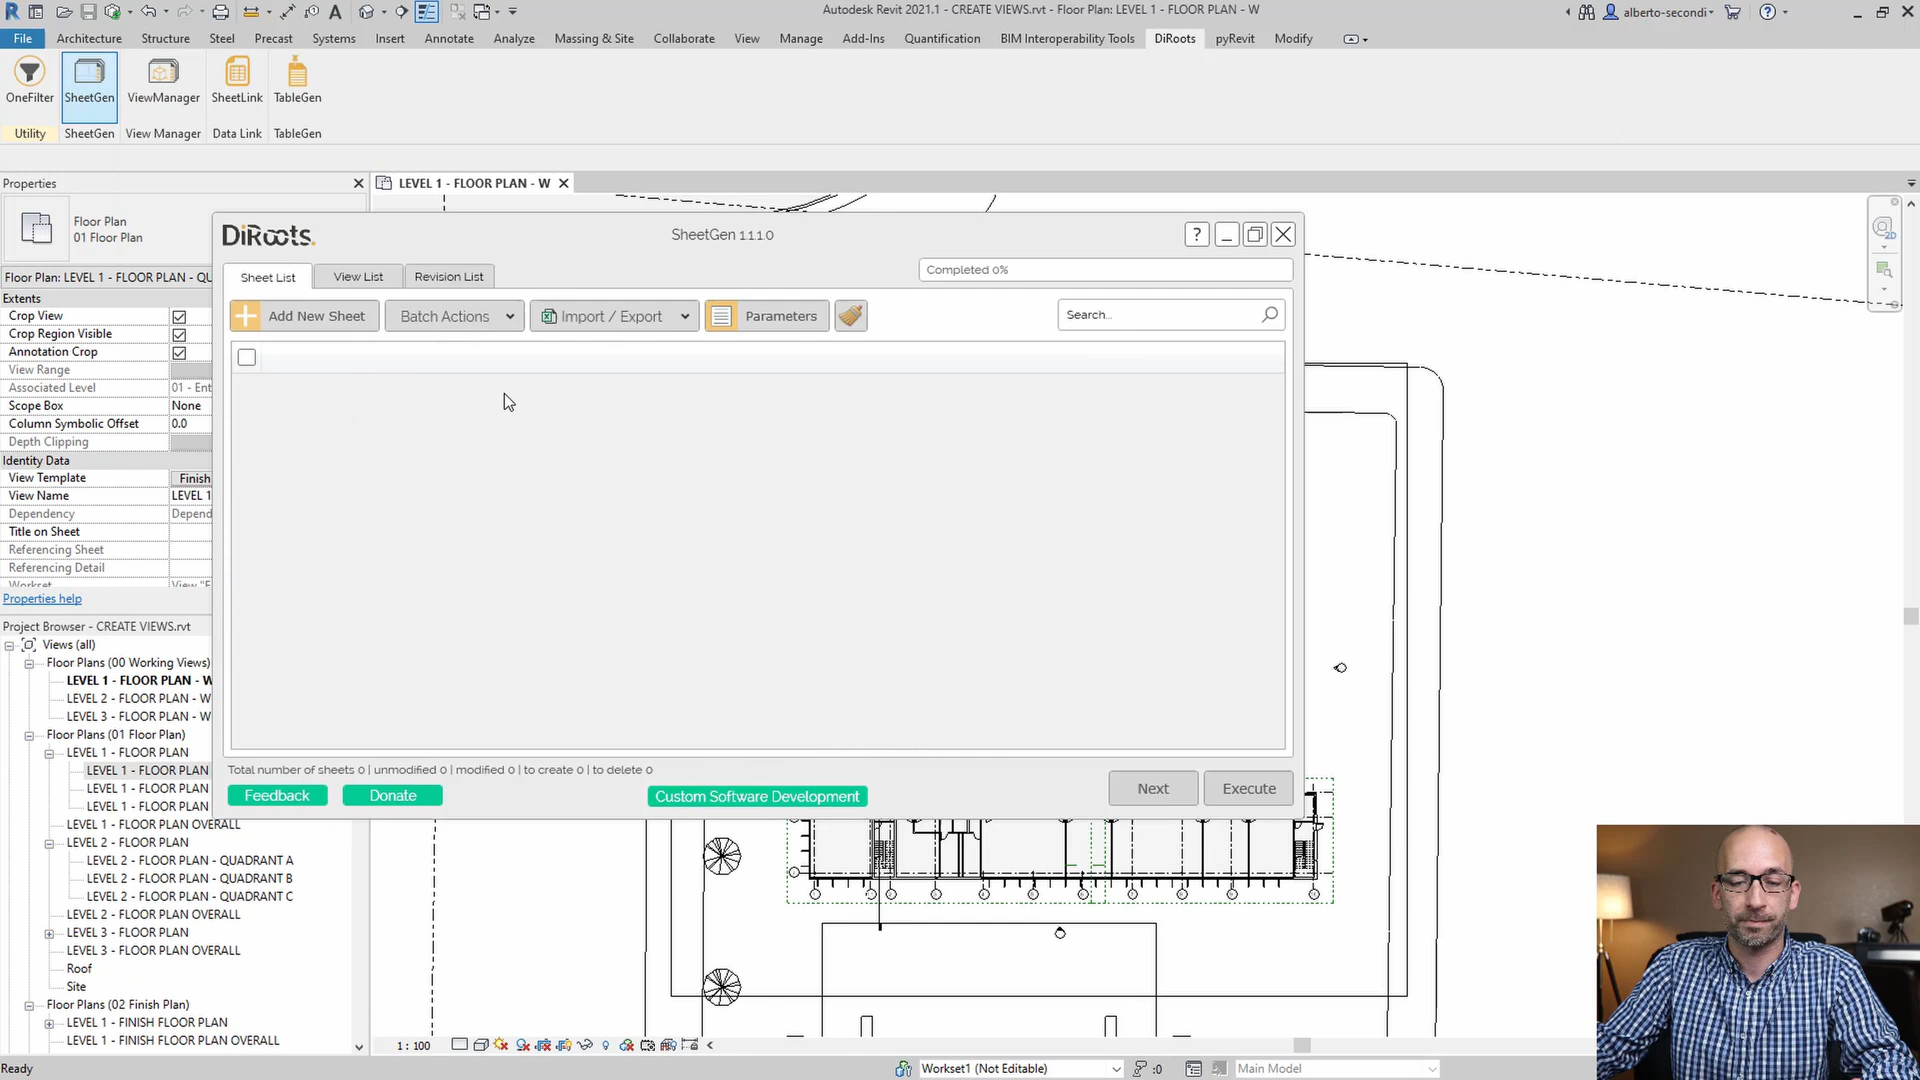 Autodesk Revit 2021.1 - CREATE VIEWS.rvt - Floor Plan: LEVEL 1 - FLOOR PLAN - W
alberto-secondi
File Architecture Structure Steel Precast Systems Insert Annotate Analyze Massing & Site Collaborate View Manage Add-Ins Quantification BIM Interoperability Tools DiRoots pyRevit Modify
OneFilter SheetGen ViewManager SheetLink TableGen
Utility SheetGen View Manager Data Link TableGen
Properties
LEVEL 1 - FLOOR PLAN - W
Floor Plan
01 Floor Plan
Floor Plan: LEVEL 1 - FLOOR PLAN - QU
Extents
Crop View
Crop Region Visible
Annotation Crop
View Range
Associated Level 01 - Ent
Scope Box None
Column Symbolic Offset 0.0
Depth Clipping
Identity Data
View Template Finish
View Name LEVEL 1
Dependency Depend
Title on Sheet
Referencing Sheet
Referencing Detail
Workset View "F
Properties help
DiRoots.
SheetGen 1.1.1.0
Sheet List View List Revision List
Completed 0%
Add New Sheet Batch Actions Import / Export Parameters
Search...
Total number of sheets 0 | unmodified 0 | modified 0 | to create 0 | to delete 0
Feedback Donate Custom Software Development Next Execute
Project Browser - CREATE VIEWS.rvt
Views (all)
Floor Plans (00 Working Views)
LEVEL 1 - FLOOR PLAN - W
LEVEL 2 - FLOOR PLAN - W
LEVEL 3 - FLOOR PLAN - W
Floor Plans (01 Floor Plan)
LEVEL 1 - FLOOR PLAN
LEVEL 1 - FLOOR PLAN
LEVEL 1 - FLOOR PLAN
LEVEL 1 - FLOOR PLAN
LEVEL 1 - FLOOR PLAN OVERALL
LEVEL 2 - FLOOR PLAN
LEVEL 2 - FLOOR PLAN - QUADRANT A
LEVEL 2 - FLOOR PLAN - QUADRANT B
LEVEL 2 - FLOOR PLAN - QUADRANT C
LEVEL 2 - FLOOR PLAN OVERALL
LEVEL 3 - FLOOR PLAN
LEVEL 3 - FLOOR PLAN OVERALL
Roof
Site
Floor Plans (02 Finish Plan)
LEVEL 1 - FINISH FLOOR PLAN
LEVEL 1 - FINISH FLOOR PLAN OVERALL
1 : 100
Ready
Workset1 (Not Editable)
:0
Main Model